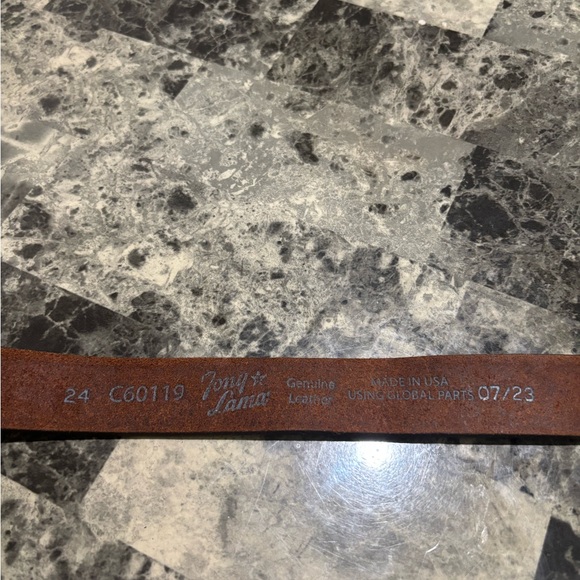 24 C60119
Tony Lama
Genuine
Leather
MADE IN USA
USING GLOBAL PARTS
07/23